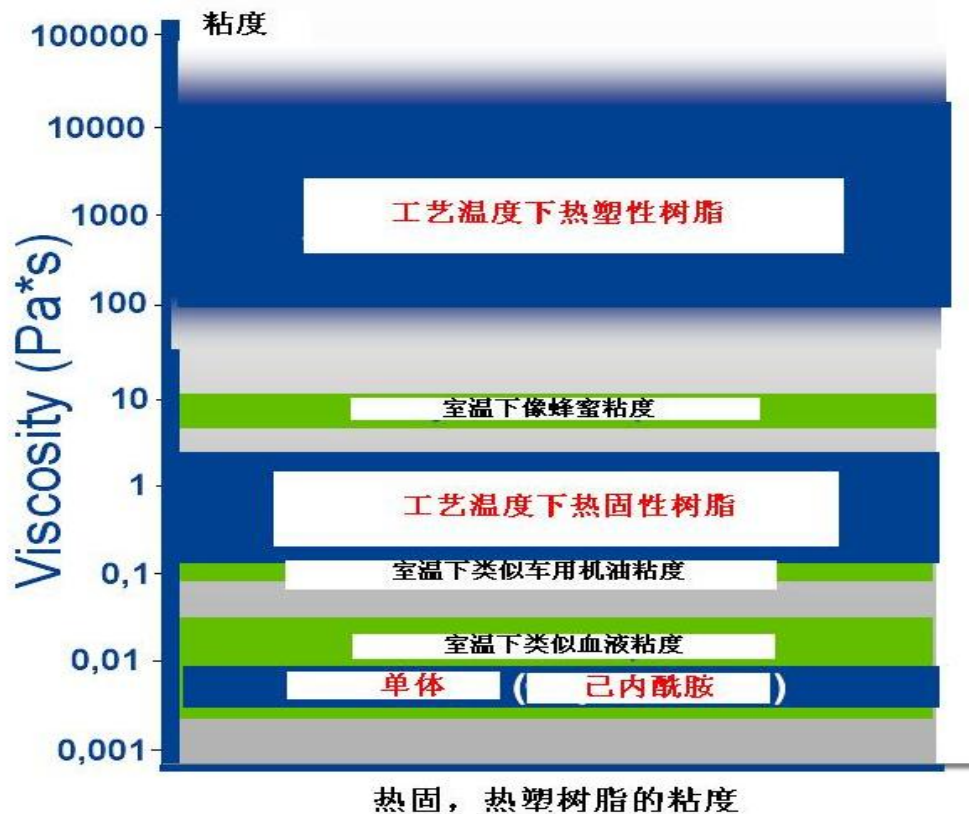 粘度
100000
10000
1000
100
10
1
0,1
0,01
0,001
Viscosity (Pa*s)
工艺温度下热塑性树脂
室温下像蜂蜜粘度
工艺温度下热固性树脂
室温下类似车用机油粘度
室温下类似血液粘度
单体 (己内酰胺)
热固，热塑树脂的粘度